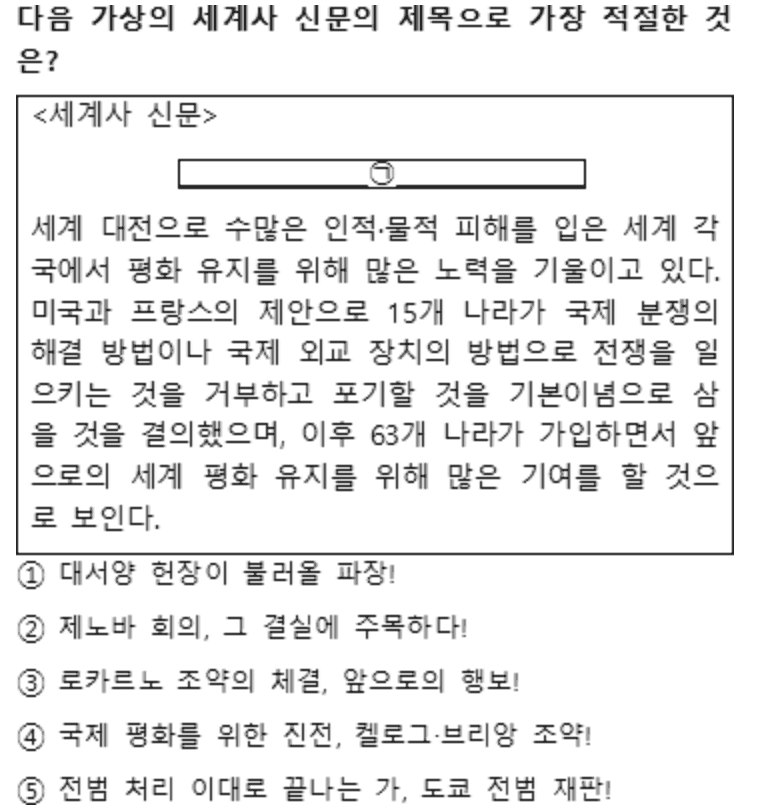 다음 가상의 세계사 신문의 제목으로 가장 적절한 것
은?
<세계사 신문>
㉠
세계 대전으로 수많은 인적·물적 피해를 입은 세계 각
국에서 평화 유지를 위해 많은 노력을 기울이고 있다.
미국과 프랑스의 제안으로 15개 나라가 국제 분쟁의
해결 방법이나 국제 외교 장치의 방법으로 전쟁을 일
으키는 것을 거부하고 포기할 것을 기본이념으로 삼
을 것을 결의했으며, 이후 63개 나라가 가입하면서 앞
으로의 세계 평화 유지를 위해 많은 기여를 할 것으
로 보인다.
① 대서양 헌장이 불러올 파장!
② 제노바 회의, 그 결실에 주목하다!
③ 로카르노 조약의 체결, 앞으로의 행보!
④ 국제 평화를 위한 진전, 켈로그·브리앙 조약!
⑤ 전범 처리 이대로 끝나는 가, 도쿄 전범 재판!